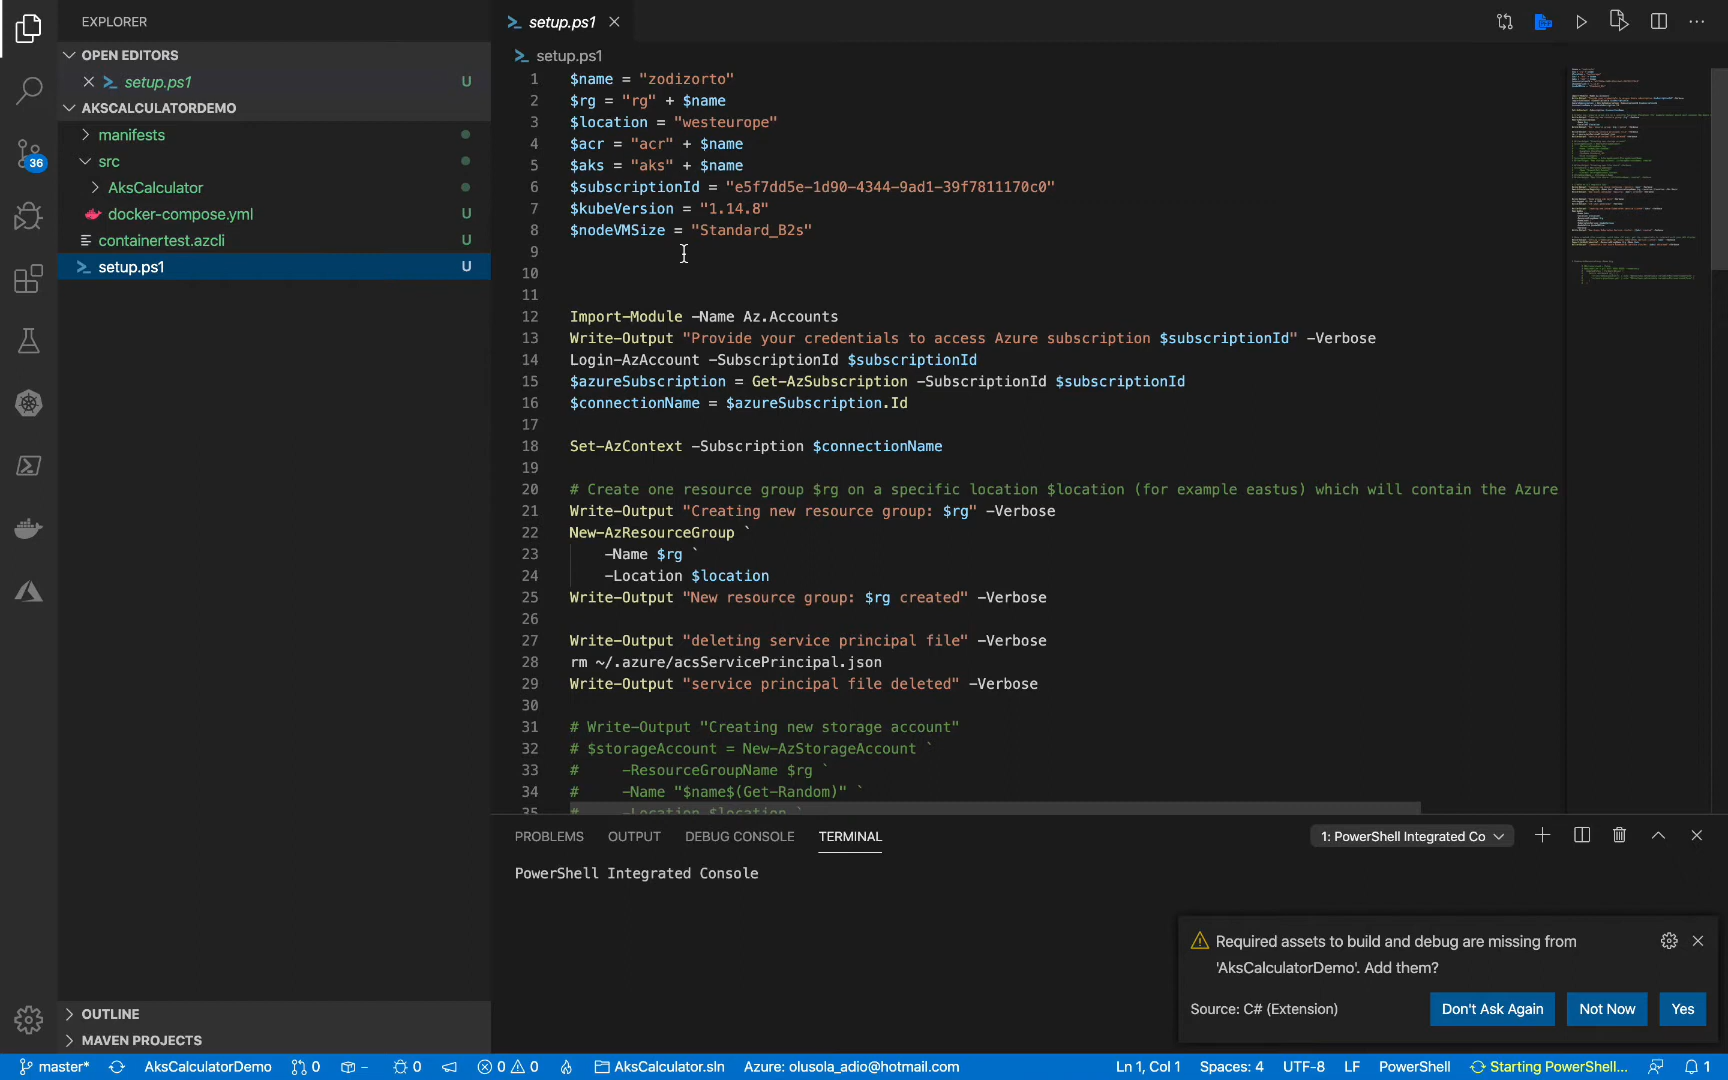 EXPLORER
OPEN EDITORS
setup.ps1 U
AKSCALCULATORDEMO
manifests
src
AksCalculator
docker-compose.yml U
containertest.azcli U
setup.ps1 U
36
OUTLINE
MAVEN PROJECTS
setup.ps1
setup.ps1
1 $name = "zodizorto"
2 $rg = "rg" + $name
3 $location = "westeurope"
4 $acr = "acr" + $name
5 $aks = "aks" + $name
6 $subscriptionId = "e5f7dd5e-1d90-4344-9ad1-39f7811170c0"
7 $kubeVersion = "1.14.8"
8 $nodeVMSize = "Standard_B2s"
9
10
11
12 Import-Module -Name Az.Accounts
13 Write-Output "Provide your credentials to access Azure subscription $subscriptionId" -Verbose
14 Login-AzAccount -SubscriptionId $subscriptionId
15 $azureSubscription = Get-AzSubscription -SubscriptionId $subscriptionId
16 $connectionName = $azureSubscription.Id
17
18 Set-AzContext -Subscription $connectionName
19
20 # Create one resource group $rg on a specific location $location (for example eastus) which will contain the Azure
21 Write-Output "Creating new resource group: $rg" -Verbose
22 New-AzResourceGroup `
23 -Name $rg `
24 -Location $location
25 Write-Output "New resource group: $rg created" -Verbose
26
27 Write-Output "deleting service principal file" -Verbose
28 rm ~/.azure/acsServicePrincipal.json
29 Write-Output "service principal file deleted" -Verbose
30
31 # Write-Output "Creating new storage account"
32 # $storageAccount = New-AzStorageAccount `
33 # -ResourceGroupName $rg `
34 # -Name "$name$(Get-Random)" `
35 # -Location $location `
PROBLEMS OUTPUT DEBUG CONSOLE TERMINAL 1: PowerShell Integrated Co
PowerShell Integrated Console
Required assets to build and debug are missing from
'AksCalculatorDemo'. Add them?
Source: C# (Extension) Don't Ask Again Not Now Yes
master* AksCalculatorDemo 0 - 0 0 0 AksCalculator.sln Azure: olusola_adio@hotmail.com Ln 1, Col 1 Spaces: 4 UTF-8 LF PowerShell Starting PowerShell... 1